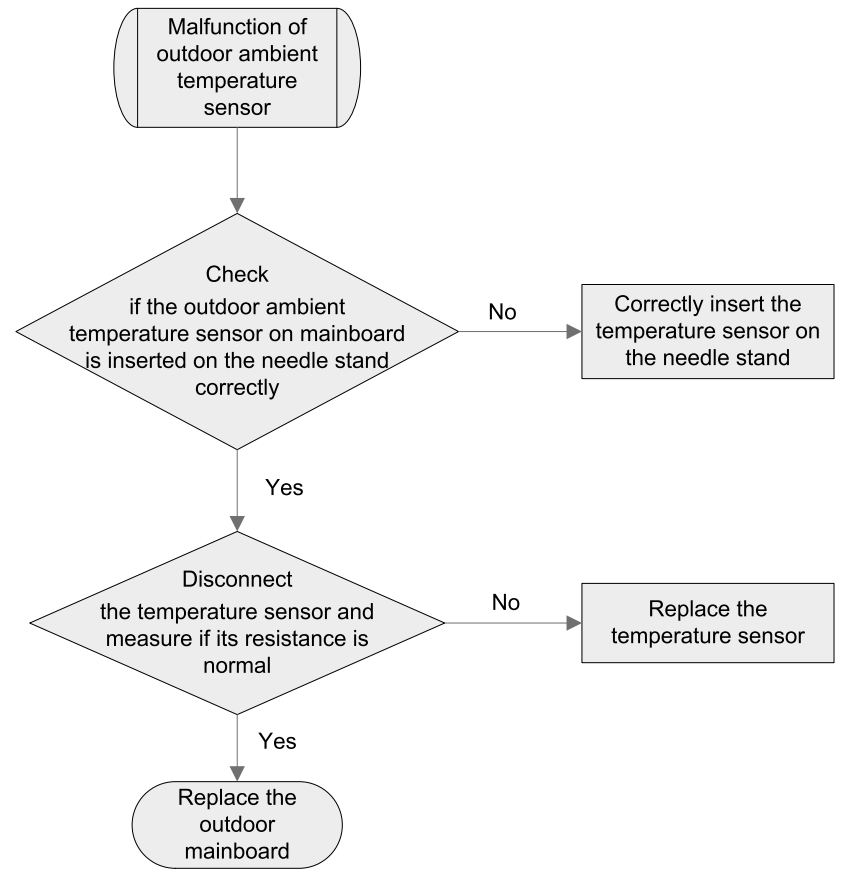 Malfunction of
outdoor ambient
temperature
sensor
Check
if the outdoor ambient
temperature sensor on mainboard
is inserted on the needle stand
correctly
No
Correctly insert the
temperature sensor on
the needle stand
Yes
Disconnect
the temperature sensor and
measure if its resistance is
normal
No
Replace the
temperature sensor
Yes
Replace the
outdoor
mainboard